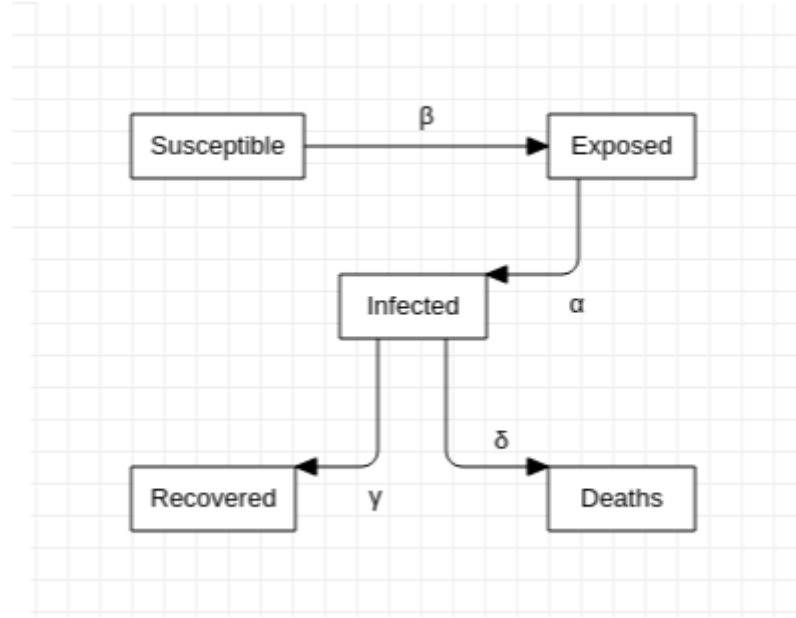 β
Susceptible
Exposed
Infected
α
δ
Recovered
γ
Deaths